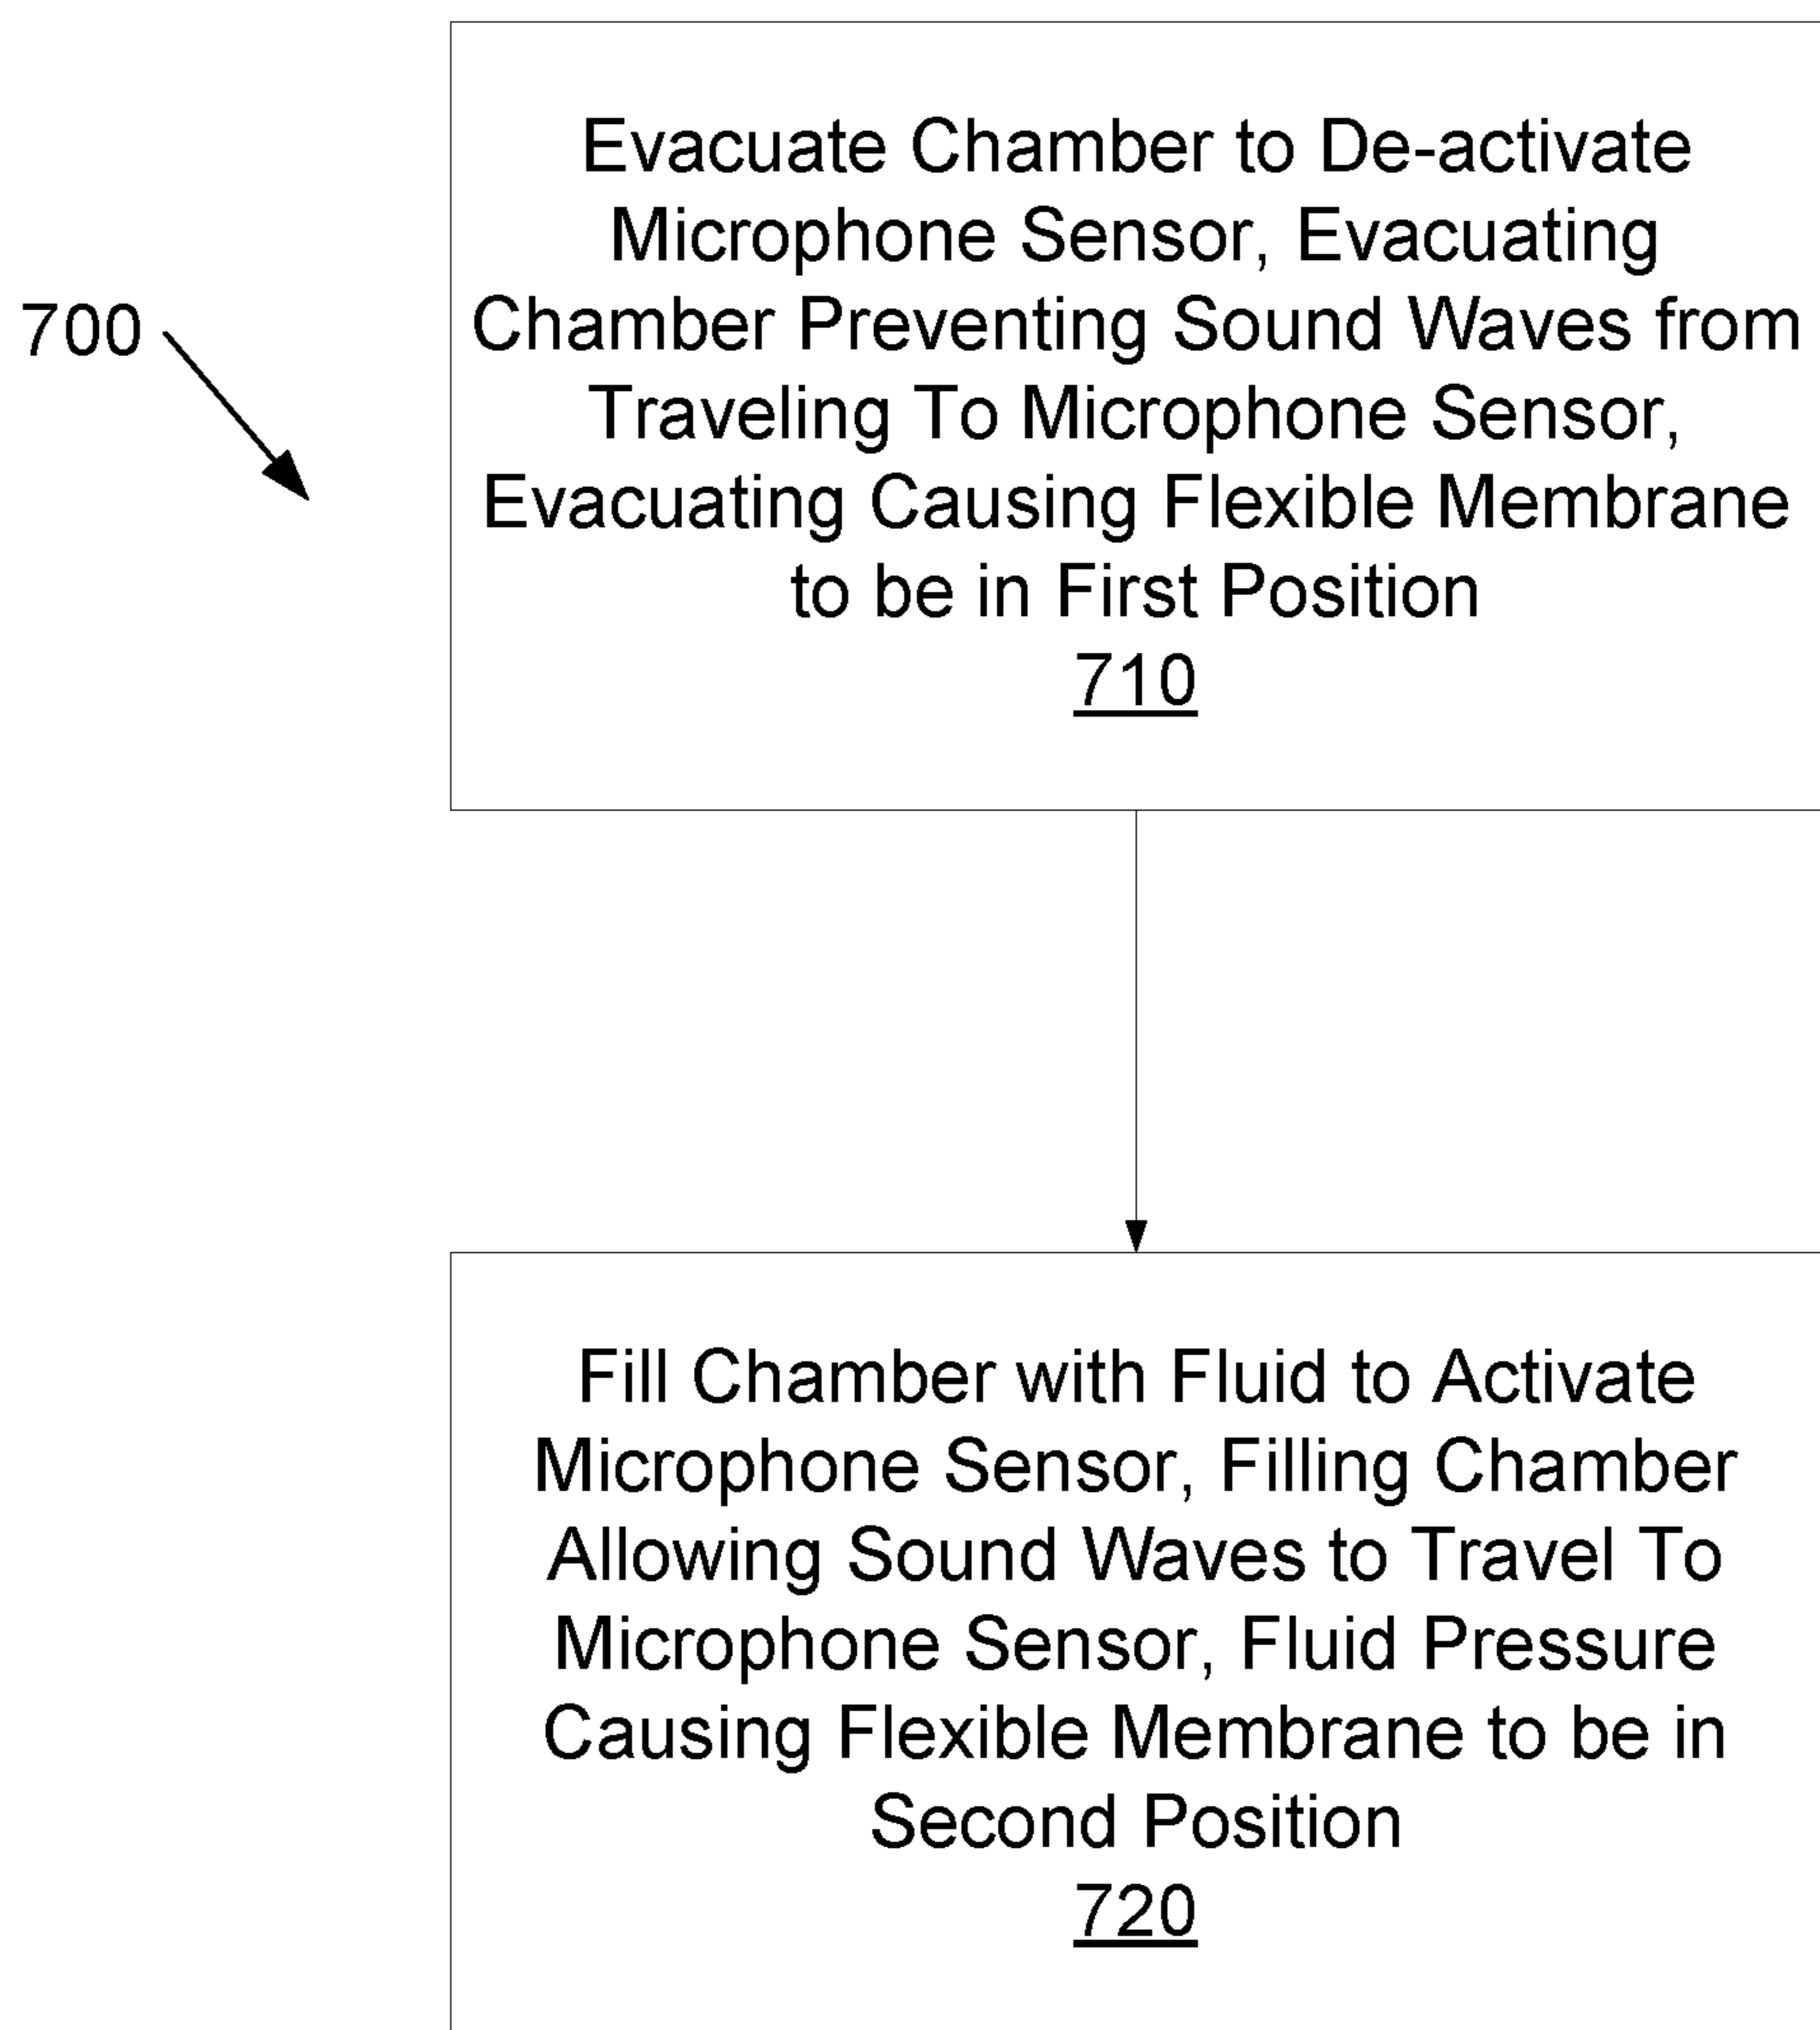 700
Evacuate Chamber to De-activate
Microphone Sensor, Evacuating
Chamber Preventing Sound Waves from
Traveling To Microphone Sensor,
Evacuating Causing Flexible Membrane
to be in First Position
710
Fill Chamber with Fluid to Activate
Microphone Sensor, Filling Chamber
Allowing Sound Waves to Travel To
Microphone Sensor, Fluid Pressure
Causing Flexible Membrane to be in
Second Position
720